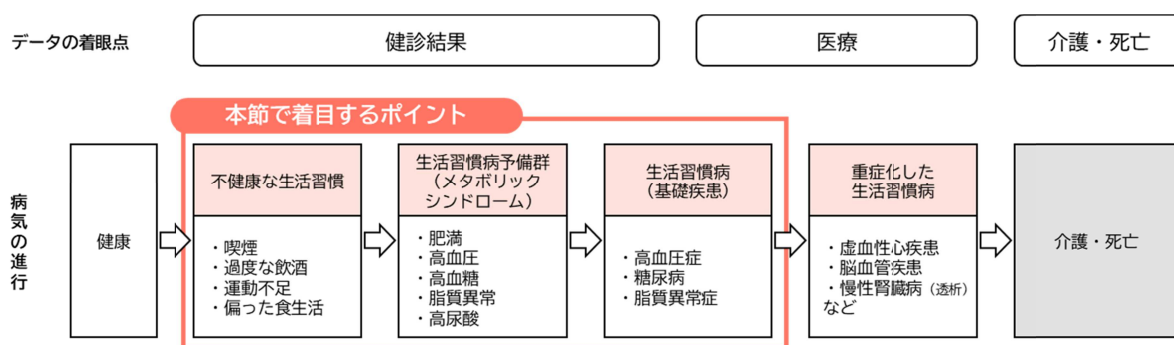 データの着眼点
健診結果
医療
介護・死亡
本節で着目するポイント
病気の進行
健康
不健康な生活習慣
・喫煙
・過度な飲酒
・運動不足
・偏った食生活
生活習慣病予備群
（メタボリック
シンドローム）
・肥満
・高血圧
・高血糖
・脂質異常
・高尿酸
生活習慣病
（基礎疾患）
・高血圧症
・糖尿病
・脂質異常症
重症化した
生活習慣病
・虚血性心疾患
・脳血管疾患
・慢性腎臓病（透析）
など
介護・死亡